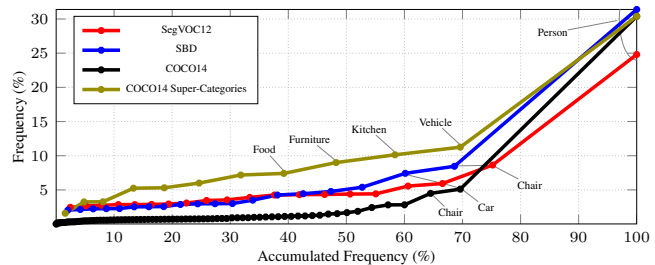 30
25
20
15
10
5
Frequency (%)
SegVOC12
SBD
COCO14
COCO14 Super-Categories
Person
Food
Furniture
Kitchen
Vehicle
Chair
Car
Chair
10 20 30 40 50 60 70 80 90 100
Accumulated Frequency (%)